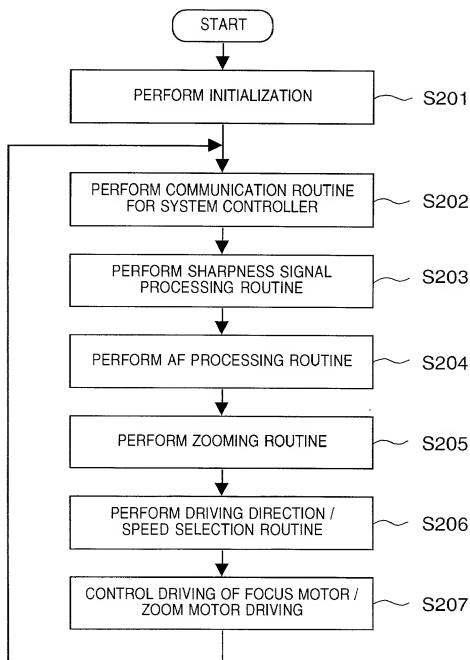 START
PERFORM INITIALIZATION
S201
PERFORM COMMUNICATION ROUTINE
FOR SYSTEM CONTROLLER
S202
PERFORM SHARPNESS SIGNAL
PROCESSING ROUTINE
S203
PERFORM AF PROCESSING ROUTINE
S204
PERFORM ZOOMING ROUTINE
S205
PERFORM DRIVING DIRECTION /
SPEED SELECTION ROUTINE
S206
CONTROL DRIVING OF FOCUS MOTOR /
ZOOM MOTOR DRIVING
S207